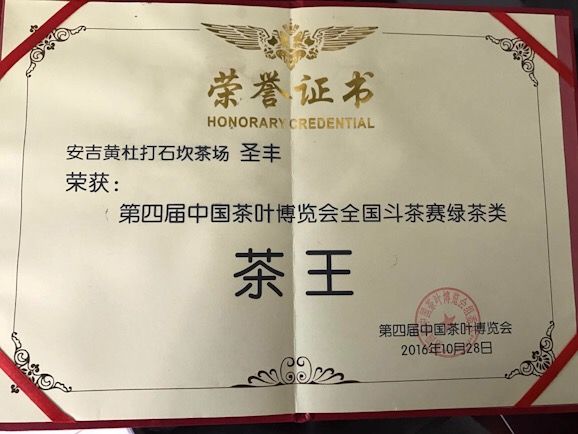 荣誉证书
HONORARY CREDENTIAL
安吉黄杜打石坎茶场 圣丰
荣获：
第四届中国茶叶博览会全国斗茶赛绿茶类
茶王
第四届中国茶叶博览会
2016年10月28日